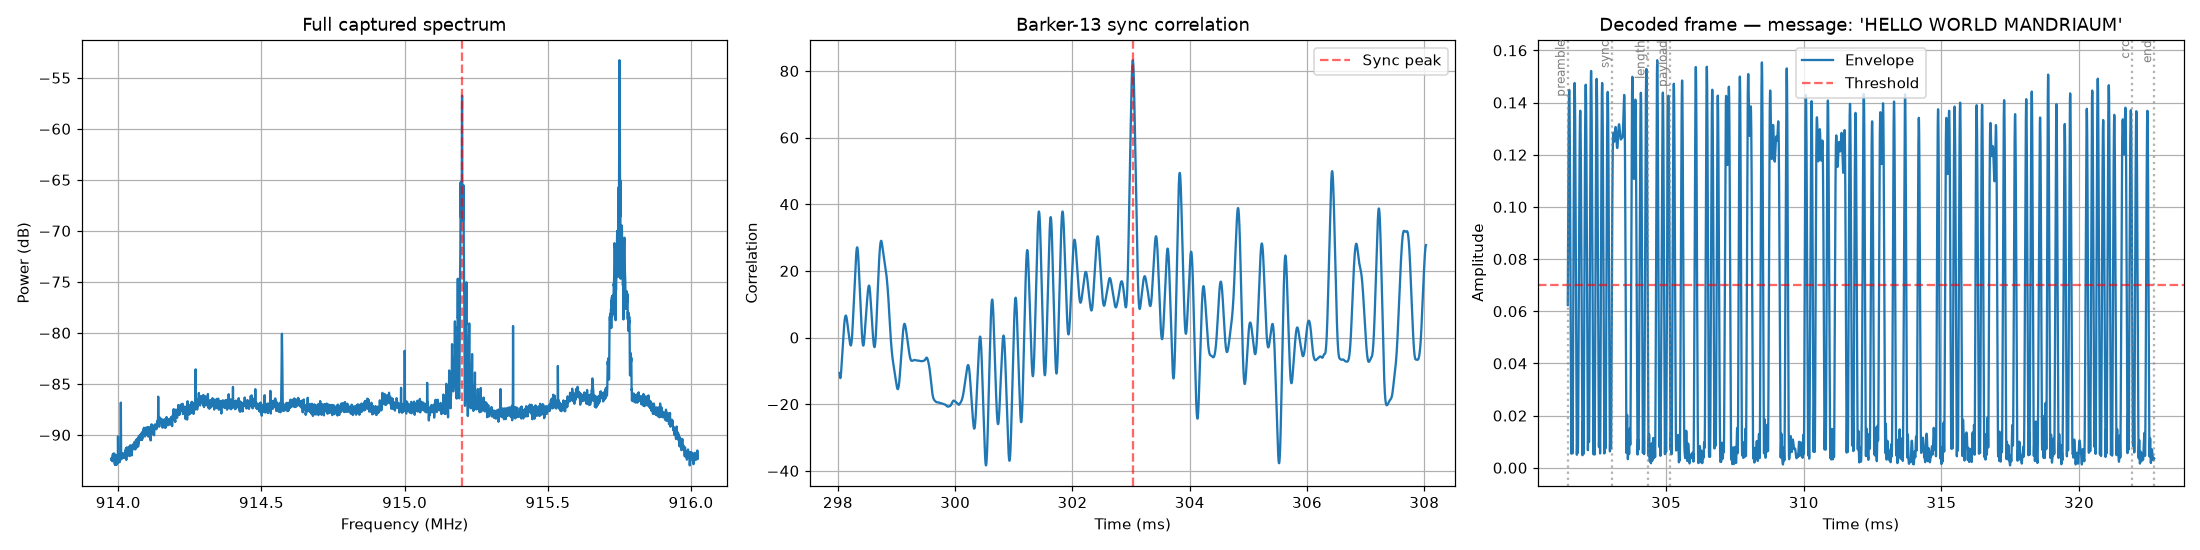 Full captured spectrum
Power (dB)
−55
−60
−65
−70
−75
−80
−85
−90
914.0 914.5 915.0 915.5 916.0
Frequency (MHz)
Barker-13 sync correlation
Correlation
80
60
40
20
0
−20
−40
Sync peak
298 300 302 304 306 308
Time (ms)
Decoded frame — message: 'HELLO WORLD MANDRIAUM'
Amplitude
0.16
0.14
0.12
0.10
0.08
0.06
0.04
0.02
0.00
preamble
sync
length
payload
crc
end
Envelope
Threshold
305 310 315 320
Time (ms)